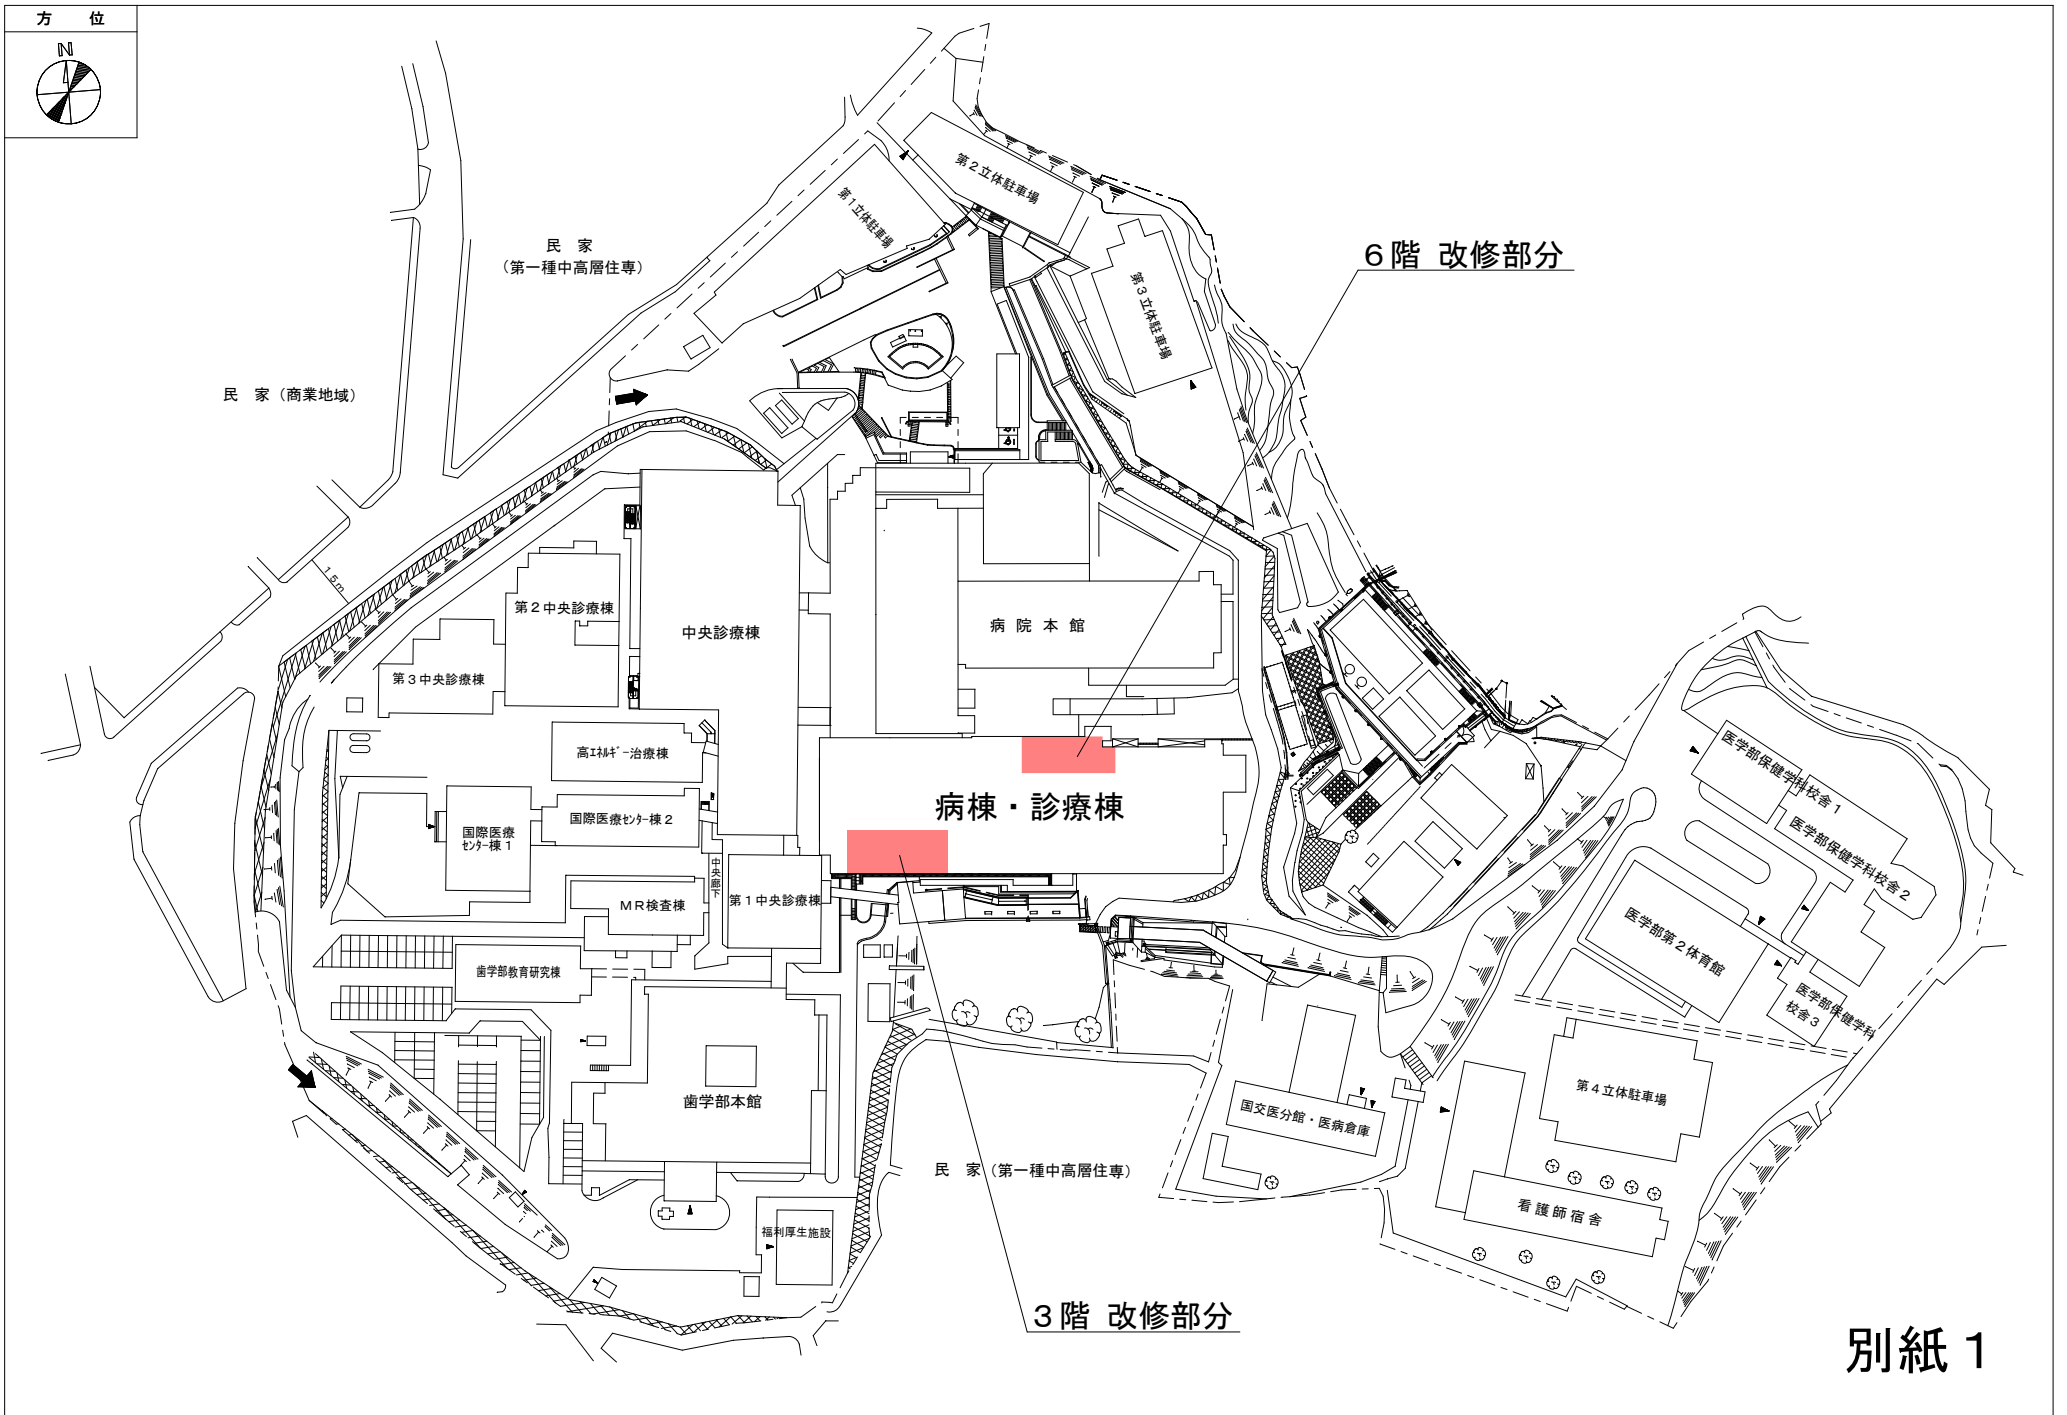 方 位
N
第２立体駐車場
第１立体駐車場
民 家
（第一種中高層住専）
６階 改修部分
第３立体駐車場
民 家（商業地域）
１５ｍ
第２中央診療棟
中央診療棟
病 院 本 館
第３中央診療棟
高ｴﾈﾙｷﾞｰ治療棟
医学部保健学科校舎１
病棟・診療棟
国際医療
ｾﾝﾀｰ棟１
国際医療ｾﾝﾀｰ棟２
医学部保健学科校舎２
中央廊下
第１中央診療棟
ＭＲ検査棟
医学部第２体育館
歯学部教育研究棟
医学部保健学科
校舎３
歯学部本館
第４立体駐車場
国交医分館・医病倉庫
民 家（第一種中高層住専）
看護師宿舎
福利厚生施設
３階 改修部分
別紙１